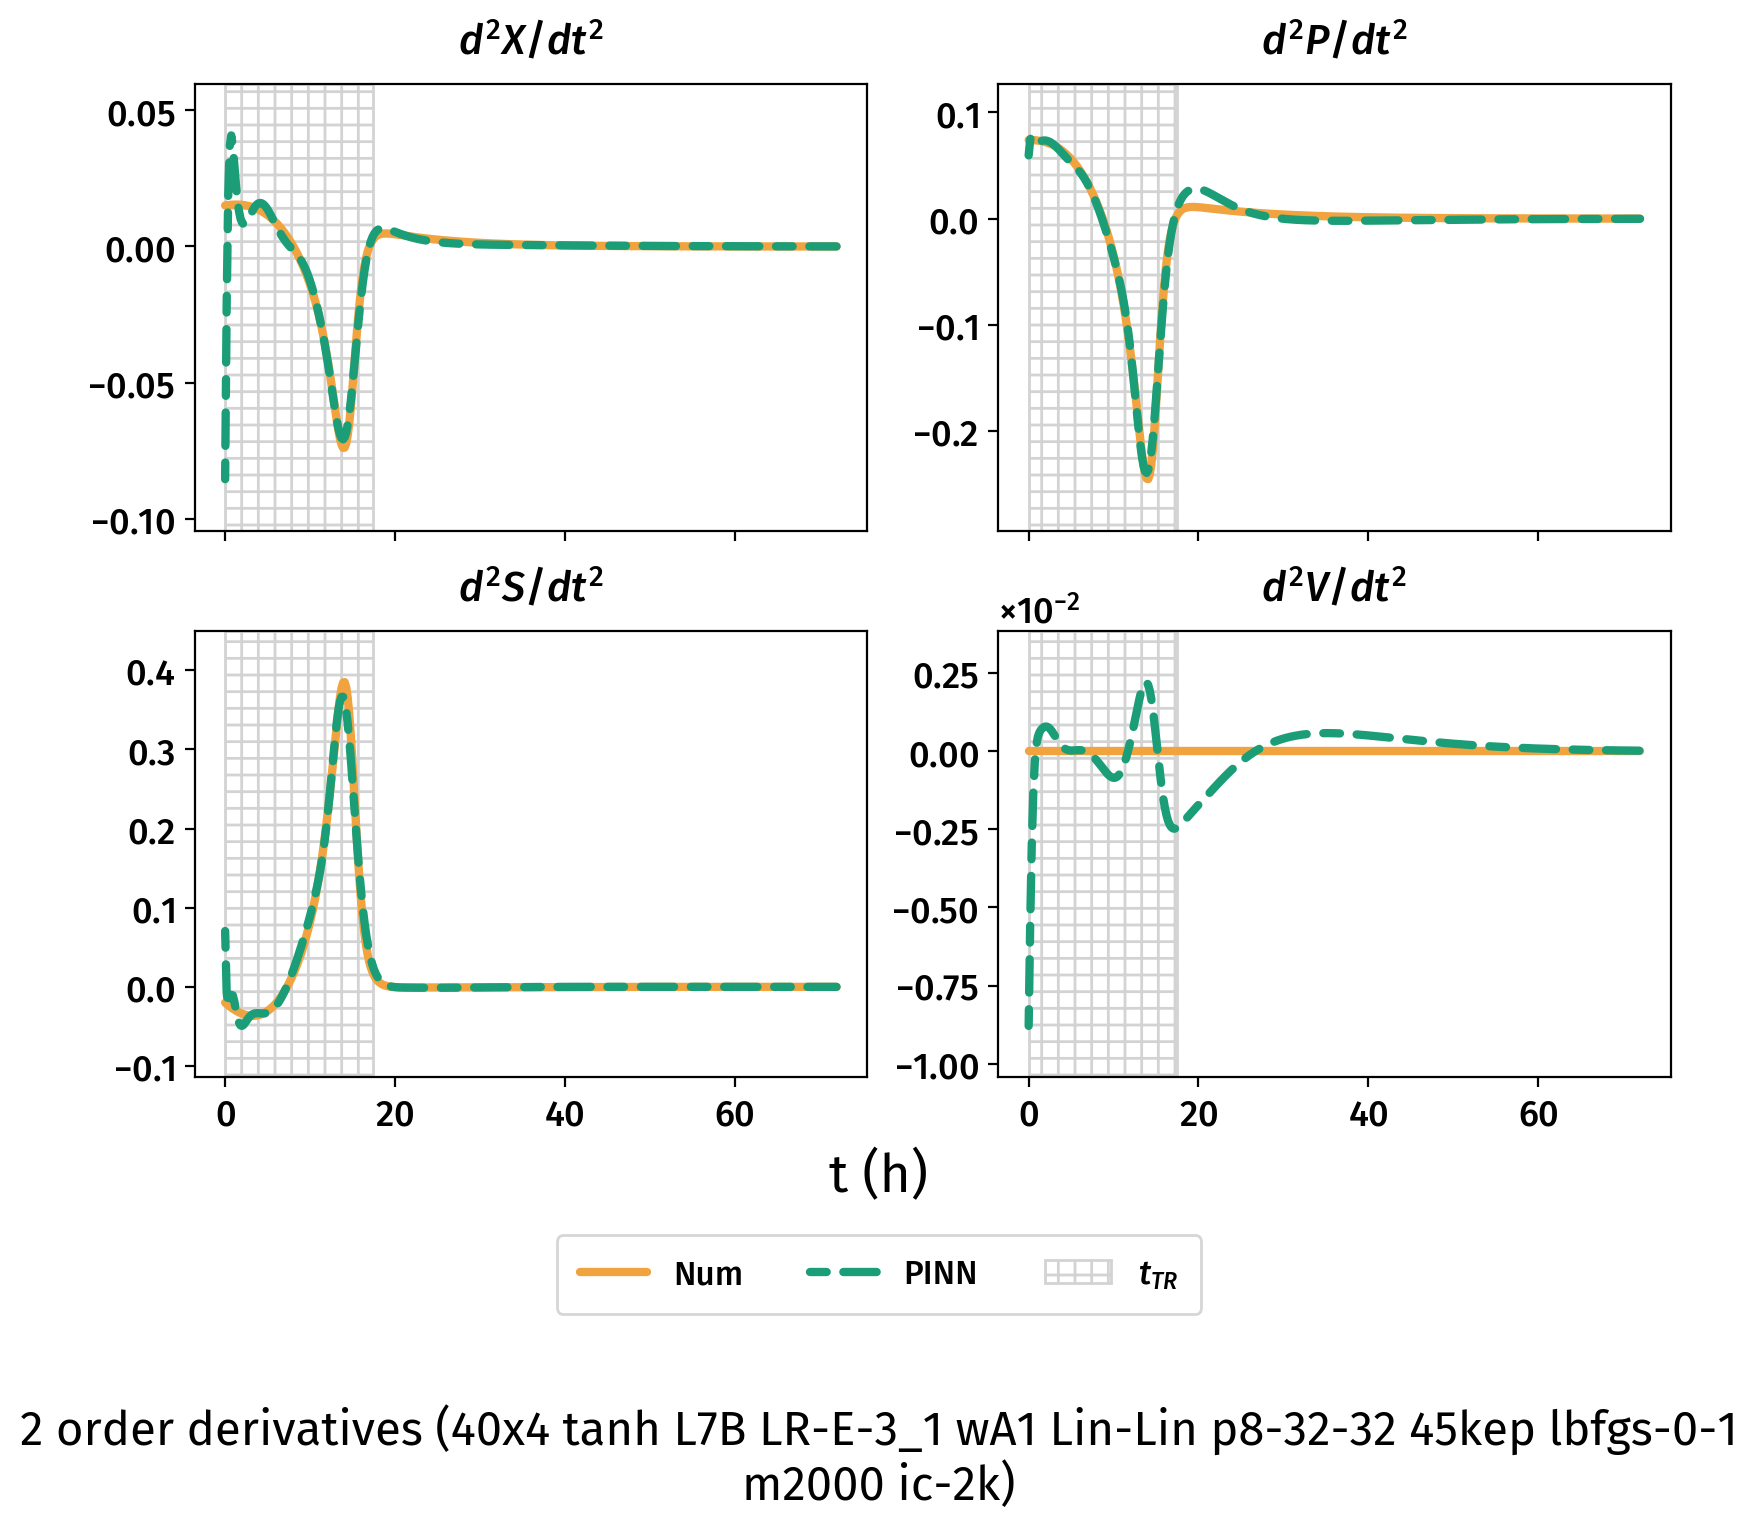 d²X/dt²
d²P/dt²
0.05
0.00
−0.05
−0.10
0.1
0.0
−0.1
−0.2
d²S/dt²
d²V/dt²
×10⁻²
0.4
0.3
0.2
0.1
0.0
−0.1
0.25
0.00
−0.25
−0.50
−0.75
−1.00
0 20 40 60
0 20 40 60
t (h)
Num PINN t_TR
2 order derivatives (40x4 tanh L7B LR-E-3_1 wA1 Lin-Lin p8-32-32 45kep lbfgs-0-1
m2000 ic-2k)